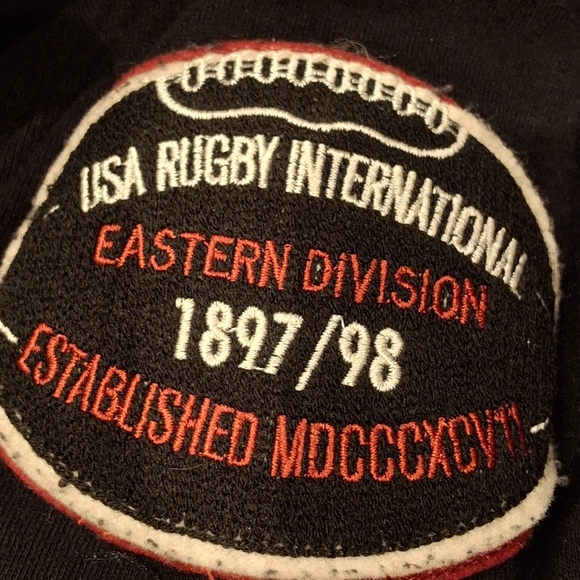 USA RUGBY INTERNATIONAL
EASTERN DIVISION
1897/98
ESTABLISHED MDCCCXCVII